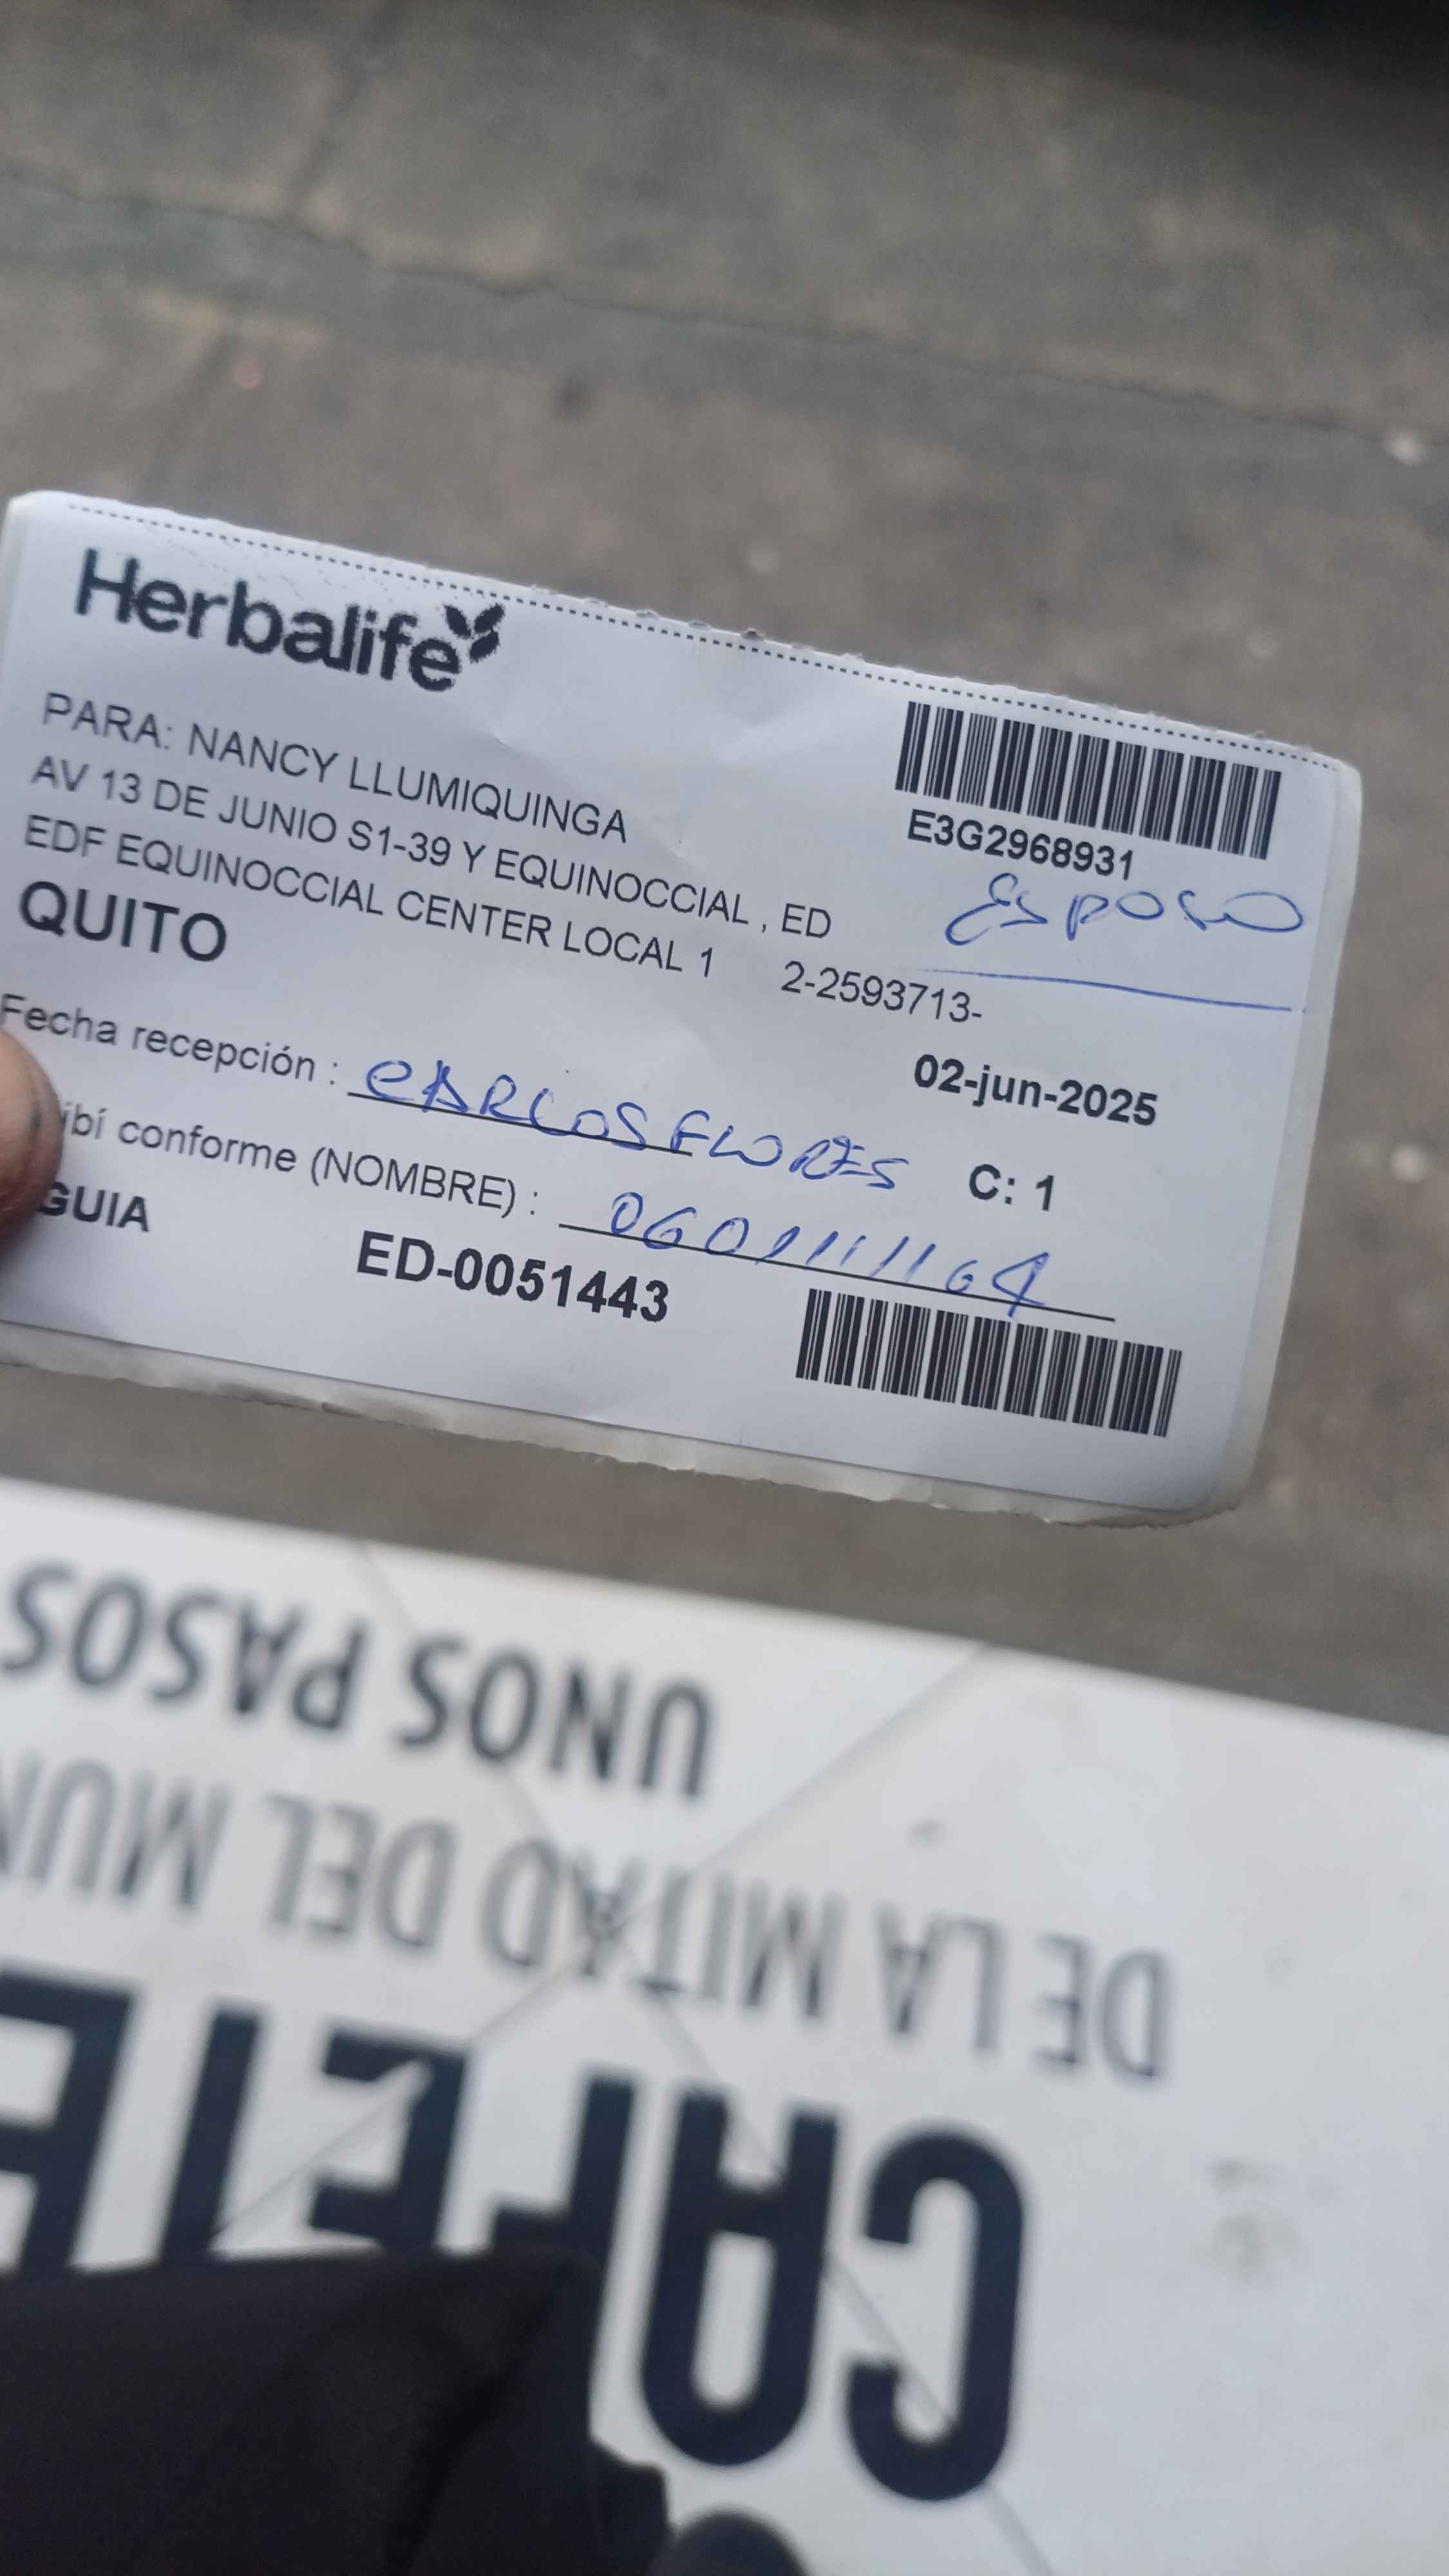 Herbalife
E3G2968931
PARA: NANCY LLUMIQUINGA
AV 13 DE JUNIO S1-39 Y EQUINOCCIAL , ED
EDF EQUINOCCIAL CENTER LOCAL 1 2-2593713-
Esposo
QUITO
02-jun-2025
Fecha recepción : CARLOS FLORES
C: 1
ibí conforme (NOMBRE) :
GUIA ED-0051443
UNOS PASOS
DE LA MITAD DEL MUN
CAFETE